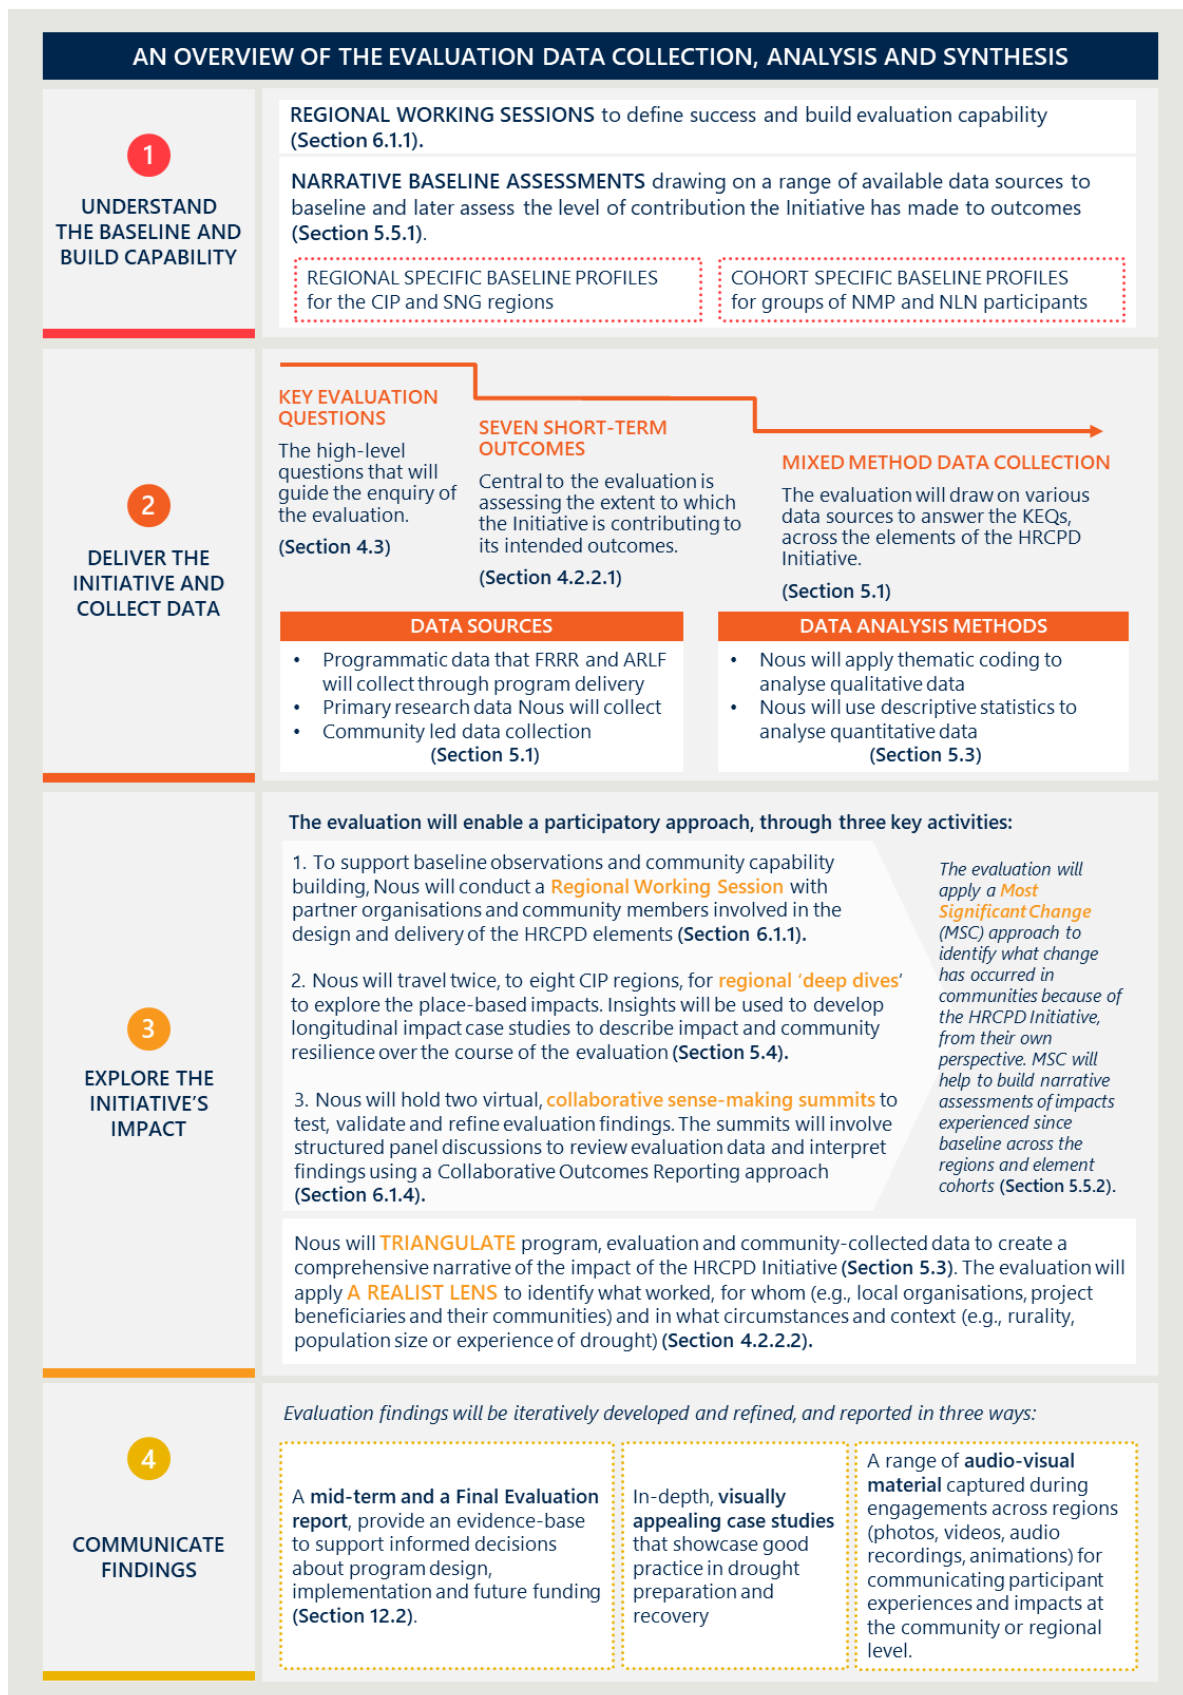 AN OVERVIEW OF THE EVALUATION DATA COLLECTION, ANALYSIS AND SYNTHESIS
1
UNDERSTAND
THE BASELINE AND
BUILD CAPABILITY
REGIONAL WORKING SESSIONS to define success and build evaluation capability
(Section 6.1.1).
NARRATIVE BASELINE ASSESSMENTS drawing on a range of available data sources to
baseline and later assess the level of contribution the Initiative has made to outcomes
(Section 5.5.1).
REGIONAL SPECIFIC BASELINE PROFILES
for the CIP and SNG regions
COHORT SPECIFIC BASELINE PROFILES
for groups of NMP and NLN participants
2
DELIVER THE
INITIATIVE AND
COLLECT DATA
KEY EVALUATION
QUESTIONS
The high-level
questions that will
guide the enquiry of
the evaluation.
(Section 4.3)
SEVEN SHORT-TERM
OUTCOMES
Central to the evaluation is
assessing the extent to which
the Initiative is contributing to
its intended outcomes.
(Section 4.2.2.1)
MIXED METHOD DATA COLLECTION
The evaluation will draw on various
data sources to answer the KEQs,
across the elements of the HRCPD
Initiative.
(Section 5.1)
DATA SOURCES
• Programmatic data that FRRR and ARLF
will collect through program delivery
• Primary research data Nous will collect
• Community led data collection
(Section 5.1)
DATA ANALYSIS METHODS
• Nous will apply thematic coding to
analyse qualitative data
• Nous will use descriptive statistics to
analyse quantitative data
(Section 5.3)
3
EXPLORE THE
INITIATIVE'S
IMPACT
The evaluation will enable a participatory approach, through three key activities:
1. To support baseline observations and community capability
building, Nous will conduct a Regional Working Session with
partner organisations and community members involved in the
design and delivery of the HRCPD elements (Section 6.1.1).
2. Nous will travel twice, to eight CIP regions, for regional ‘deep dives’
to explore the place-based impacts. Insights will be used to develop
longitudinal impact case studies to describe impact and community
resilience over the course of the evaluation (Section 5.4).
3. Nous will hold two virtual, collaborative sense-making summits to
test, validate and refine evaluation findings. The summits will involve
structured panel discussions to review evaluation data and interpret
findings using a Collaborative Outcomes Reporting approach
(Section 6.1.4).
The evaluation will
apply a Most
Significant Change
(MSC) approach to
identify what change
has occurred in
communities because of
the HRCPD Initiative,
from their own
perspective. MSC will
help to build narrative
assessments of impacts
experienced since
baseline across the
regions and element
cohorts (Section 5.5.2).
Nous will TRIANGULATE program, evaluation and community-collected data to create a
comprehensive narrative of the impact of the HRCPD Initiative (Section 5.3). The evaluation will
apply A REALIST LENS to identify what worked, for whom (e.g., local organisations, project
beneficiaries and their communities) and in what circumstances and context (e.g., rurality,
population size or experience of drought) (Section 4.2.2.2).
4
COMMUNICATE
FINDINGS
Evaluation findings will be iteratively developed and refined, and reported in three ways:
A mid-term and a Final Evaluation
report, provide an evidence-base
to support informed decisions
about program design,
implementation and future funding
(Section 12.2).
In-depth, visually
appealing case studies
that showcase good
practice in drought
preparation and
recovery
A range of audio-visual
material captured during
engagements across regions
(photos, videos, audio
recordings, animations) for
communicating participant
experiences and impacts at
the community or regional
level.